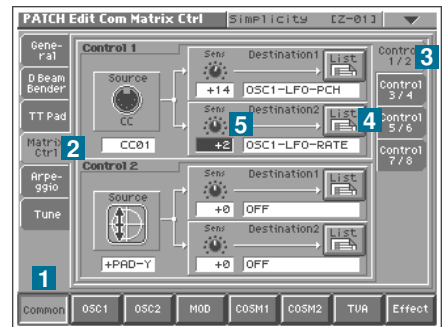 PATCH Edit Com Matrix Ctrl Simplicity [Z-01]
Gene-
ral
D Beam
Bender
TT Pad
Matrix
Ctrl
2
Arpe-
ggio
Tune
1
Control 1
Source
CC
CC01
Sens Destination1 List
+14 OSC1-LFO-PCH
Sens Destination2 List
5
4
+2 OSC1-LFO-RATE
Control 2
Source
+PAD-Y
Sens Destination1 List
+0 OFF
Sens Destination2 List
+0 OFF
Control
1/2
3
Control
3/4
Control
5/6
Control
7/8
Common OSC1 OSC2 MOD COSM1 COSM2 TVA Effect